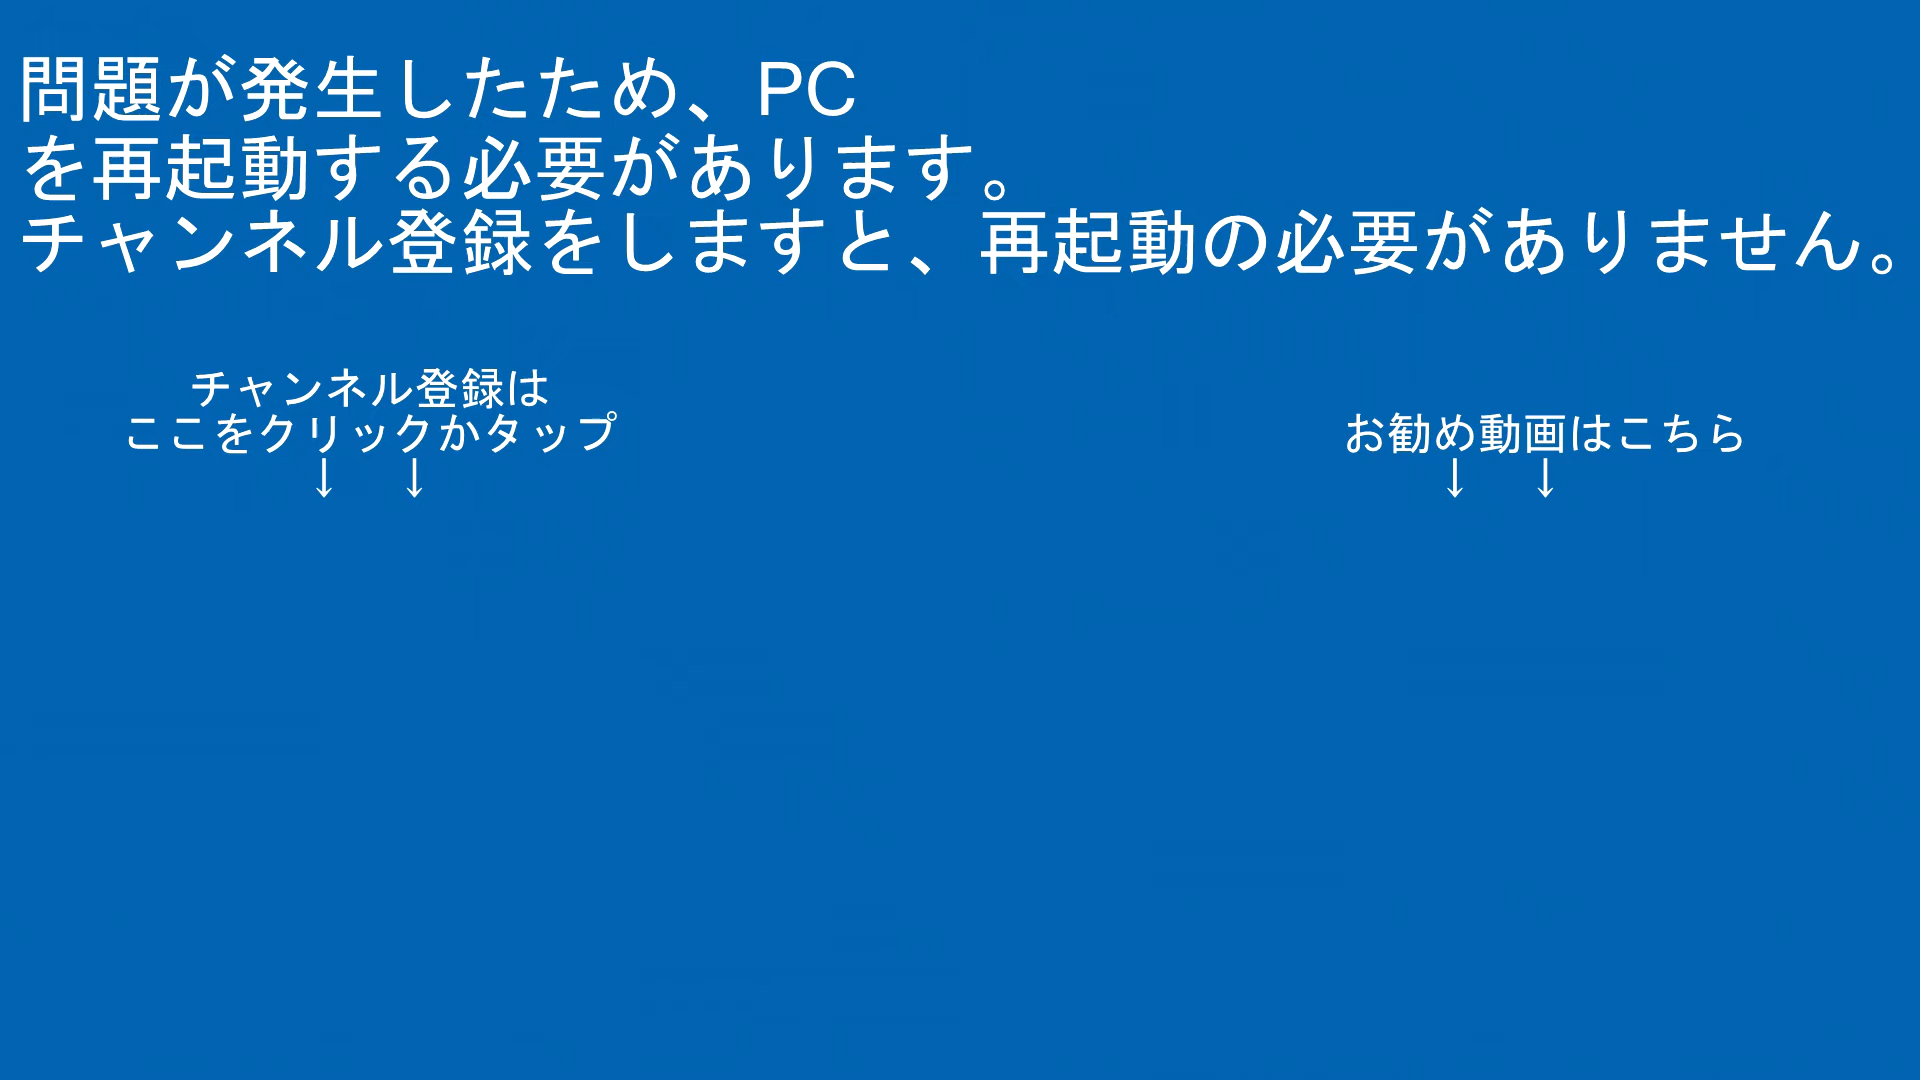 問題が発生したため、PC
を再起動する必要があります。
チャンネル登録をしますと、再起動の必要がありません。
チャンネル登録は
ここをクリックかタップ
↓ ↓
お勧め動画はこちら
↓ ↓